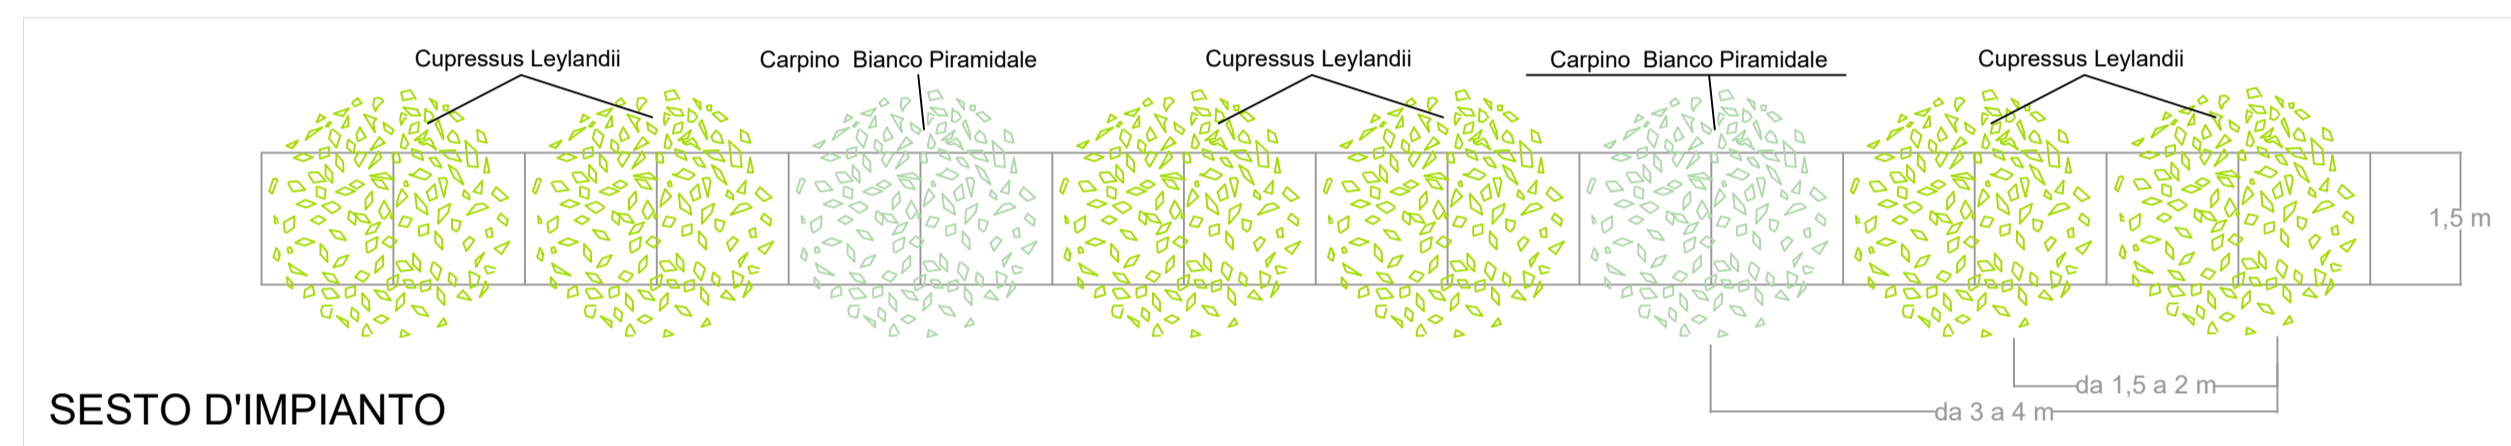 Cupressus Leylandii
Carpino Bianco Piramidale
Cupressus Leylandii
Carpino Bianco Piramidale
Cupressus Leylandii
1,5 m
da 1,5 a 2 m
da 3 a 4 m
SESTO D'IMPIANTO